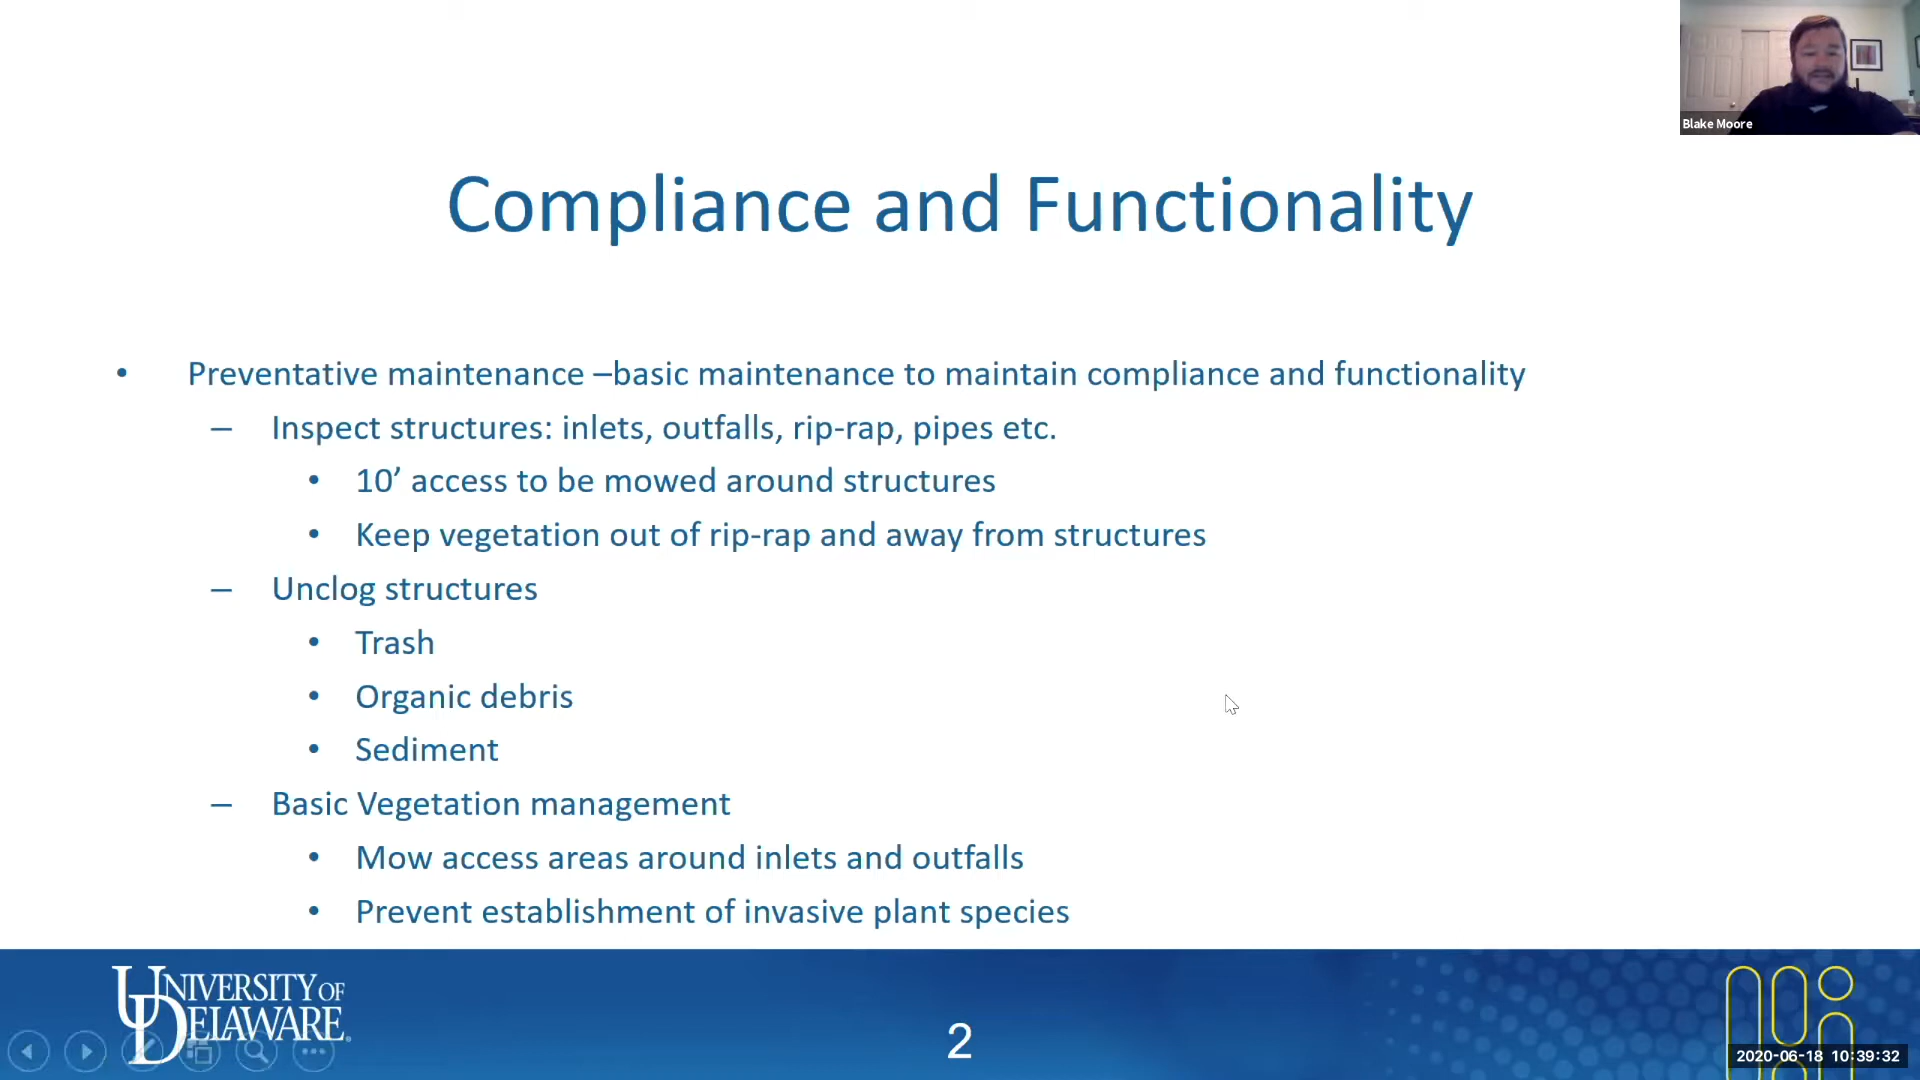 Blake Moore
Compliance and Functionality
• Preventative maintenance –basic maintenance to maintain compliance and functionality
– Inspect structures: inlets, outfalls, rip-rap, pipes etc.
• 10’ access to be mowed around structures
• Keep vegetation out of rip-rap and away from structures
– Unclog structures
• Trash
• Organic debris
• Sediment
– Basic Vegetation management
• Mow access areas around inlets and outfalls
• Prevent establishment of invasive plant species
UNIVERSITY OF
DELAWARE®
2
2020-06-18 10:39:32